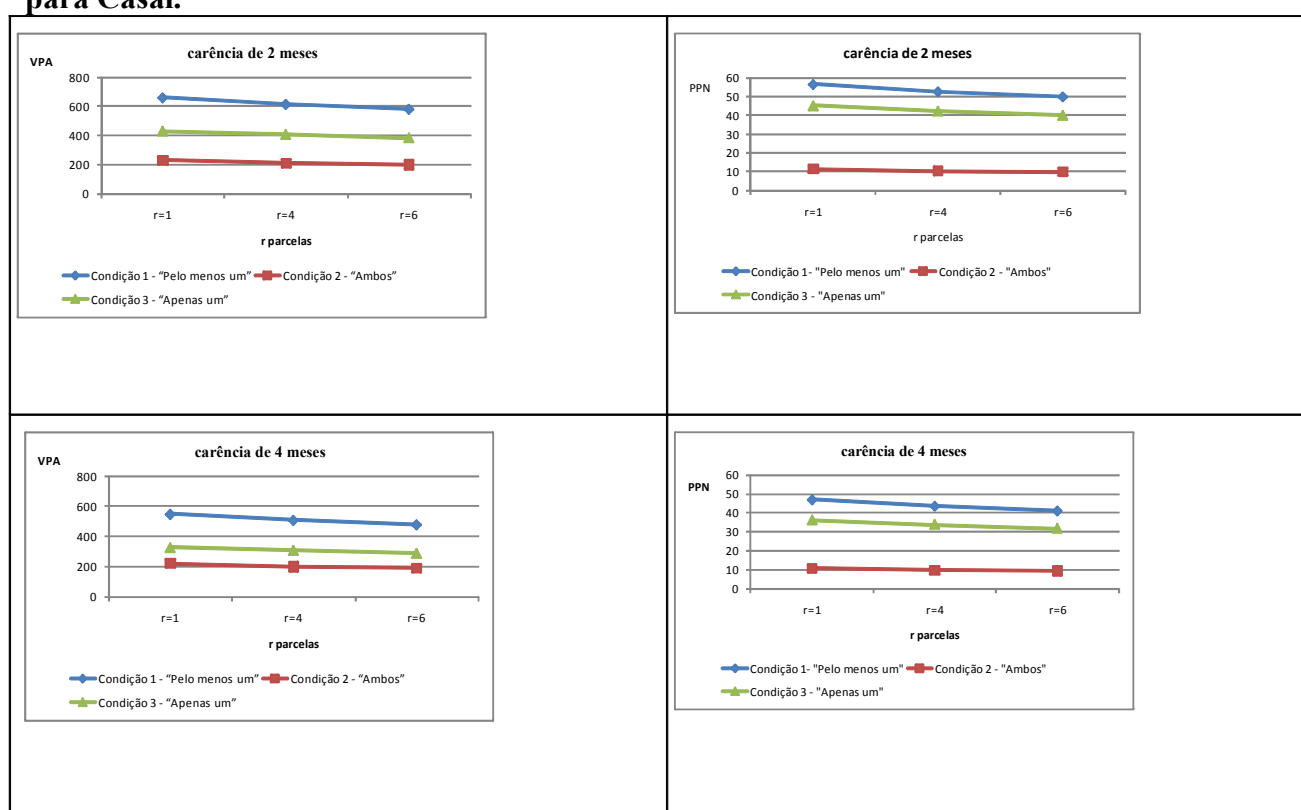 para Casal.
carência de 2 meses
VPA
800
600
400
200
0
r=1 r=4 r=6
r parcelas
Condição 1 - “Pelo menos um” Condição 2 - “Ambos”
Condição 3 - “Apenas um”
carência de 2 meses
PPN
60
50
40
30
20
10
0
r=1 r=4 r=6
r parcelas
Condição 1- "Pelo menos um" Condição 2 - "Ambos"
Condição 3 - "Apenas um"
carência de 4 meses
VPA
800
600
400
200
0
r=1 r=4 r=6
r parcelas
Condição 1 - “Pelo menos um” Condição 2 - “Ambos”
Condição 3 - “Apenas um”
carência de 4 meses
PPN
60
50
40
30
20
10
0
r=1 r=4 r=6
r parcelas
Condição 1- "Pelo menos um" Condição 2 - "Ambos"
Condição 3 - "Apenas um"